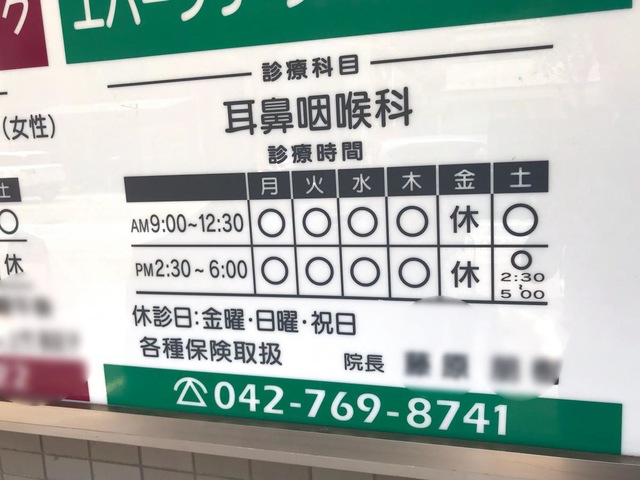 エバーグリーン
診療科目
耳鼻咽喉科
診療時間
月 火 水 木 金 土
AM9:00~12:30 ○ ○ ○ ○ 休 ○
PM2:30~6:00 ○ ○ ○ ○ 休 ○
2:30
~
5:00
休診日:金曜・日曜・祝日
各種保険取扱
院長
042-769-8741
(女性)
土
○
休